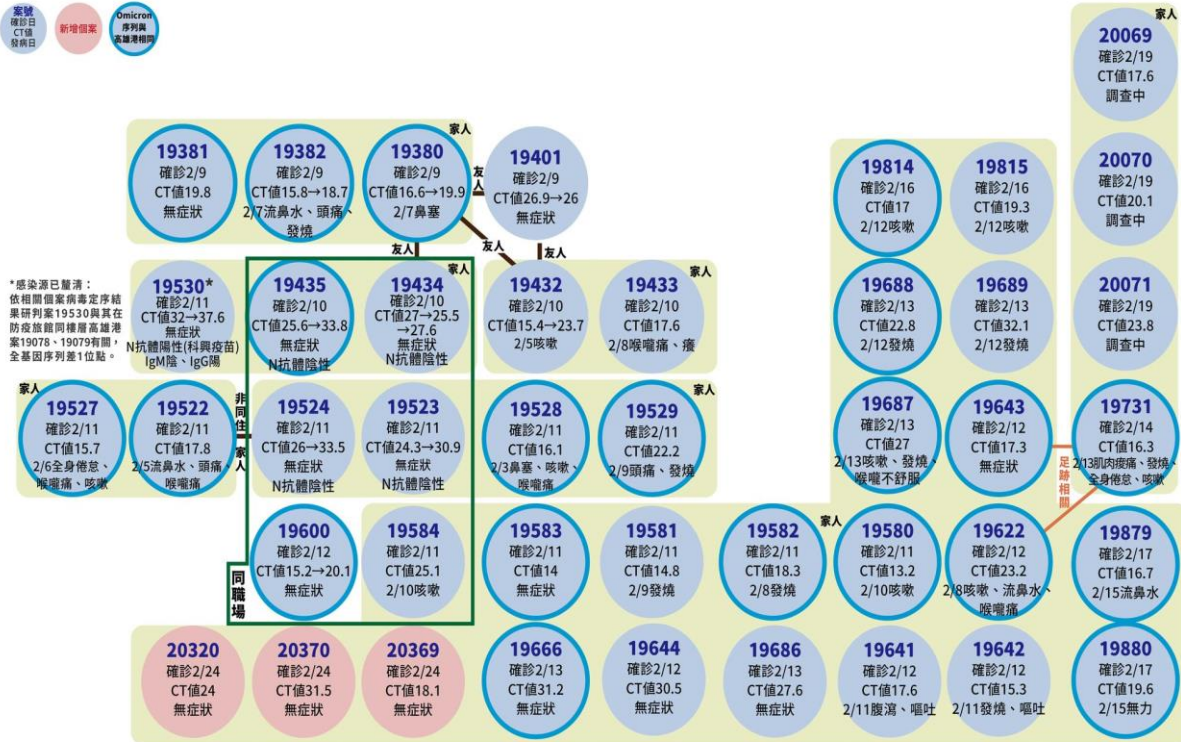 案號
確診日
CT值
發病日
新增個案
Omicron
序列與
高雄港相同
家人
20069
確診2/19
CT值17.6
調查中
家人
19381
確診2/9
CT值19.8
無症狀
19382
確診2/9
CT值15.8→18.7
2/7流鼻水、頭痛、
發燒
19380
確診2/9
CT值16.6→19.9
2/7鼻塞
友人
19401
確診2/9
CT值26.9→26
無症狀
19814
確診2/16
CT值17
2/12咳嗽
19815
確診2/16
CT值19.3
2/12咳嗽
20070
確診2/19
CT值20.1
調查中
友人
友人
友人
*感染源已釐清：
依相關個案病毒定序結
果研判案19530與其在
防疫旅館同樓層高雄港
案19078、19079有關，
全基因序列差1位點。
19530*
確診2/11
CT值32→37.6
無症狀
N抗體陽性(科興疫苗)
IgM陰、IgG陽
19435
確診2/10
CT值25.6→33.8
無症狀
N抗體陰性
家人
19434
確診2/10
CT值27→25.5
→27.6
無症狀
N抗體陰性
19432
確診2/10
CT值15.4→23.7
2/5咳嗽
家人
19433
確診2/10
CT值17.6
2/8喉嚨痛、癢
19688
確診2/13
CT值22.8
2/12發燒
19689
確診2/13
CT值32.1
2/12發燒
20071
確診2/19
CT值23.8
調查中
家人
19527
確診2/11
CT值15.7
2/6全身倦怠、
喉嚨痛、咳嗽
19522
確診2/11
CT值17.8
2/5流鼻水、頭痛、
喉嚨痛
非同住
家人
19524
確診2/11
CT值26→33.5
無症狀
N抗體陰性
19523
確診2/11
CT值24.3→30.9
無症狀
N抗體陰性
19528
確診2/11
CT值16.1
2/3鼻塞、咳嗽、
喉嚨痛
家人
19529
確診2/11
CT值22.2
2/9頭痛、發燒
19687
確診2/13
CT值27
2/13咳嗽、發燒、
喉嚨不舒服
19643
確診2/12
CT值17.3
無症狀
足跡相關
19731
確診2/14
CT值16.3
2/13肌肉痠痛、發燒、
全身倦怠、咳嗽
同職場
19600
確診2/12
CT值15.2→20.1
無症狀
19584
確診2/11
CT值25.1
2/10咳嗽
19583
確診2/11
CT值14
無症狀
19581
確診2/11
CT值14.8
2/9發燒
19582
確診2/11
CT值18.3
2/8發燒
家人
19580
確診2/11
CT值13.2
2/10咳嗽
19622
確診2/12
CT值23.2
2/8咳嗽、流鼻水、
喉嚨痛
19879
確診2/17
CT值16.7
2/15流鼻水
20320
確診2/24
CT值24
無症狀
20370
確診2/24
CT值31.5
無症狀
20369
確診2/24
CT值18.1
無症狀
19666
確診2/13
CT值31.2
無症狀
19644
確診2/12
CT值30.5
無症狀
19686
確診2/13
CT值27.6
無症狀
19641
確診2/12
CT值17.6
2/11腹瀉、嘔吐
19642
確診2/12
CT值15.3
2/11發燒、嘔吐
19880
確診2/17
CT值19.6
2/15無力